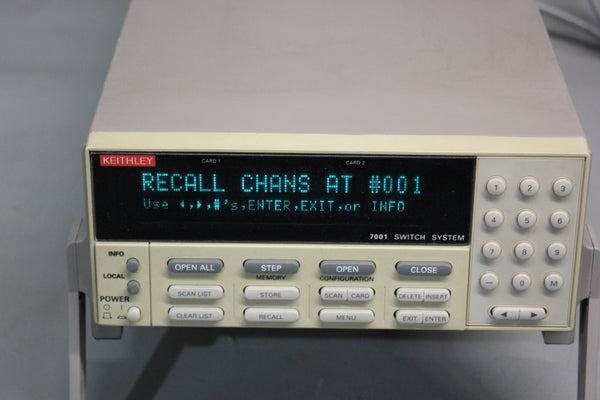 KEITHLEY
CARD 1 CARD 2
RECALL CHANS AT #001
Use ◀,▶,#'s,ENTER,EXIT,or INFO
7001 SWITCH SYSTEM
1 2 3
4 5 6
7 8 9
– 0 M
◀ ▶
INFO
LOCAL
POWER
OPEN ALL STEP OPEN CLOSE
MEMORY CONFIGURATION
SCAN LIST STORE SCAN CARD DELETE INSERT
CLEAR LIST RECALL MENU EXIT ENTER